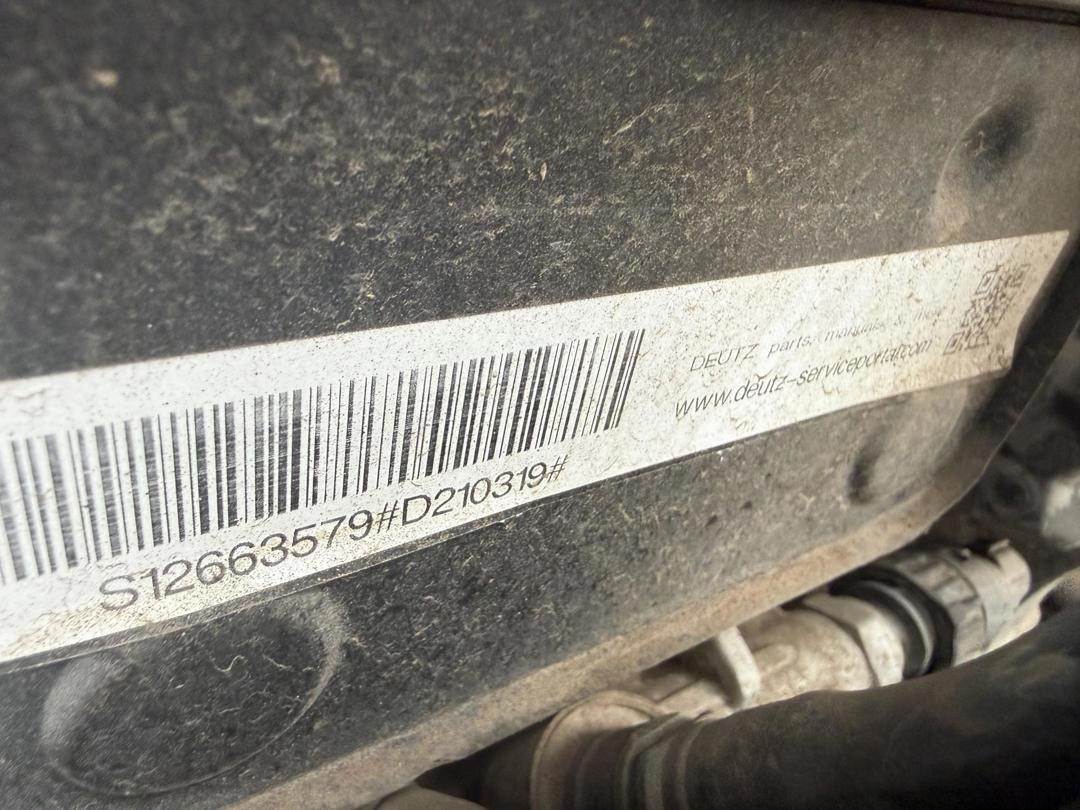 DEUTZ parts, manuals & more
www.deutz-serviceportal.com
S12663579#D210319#